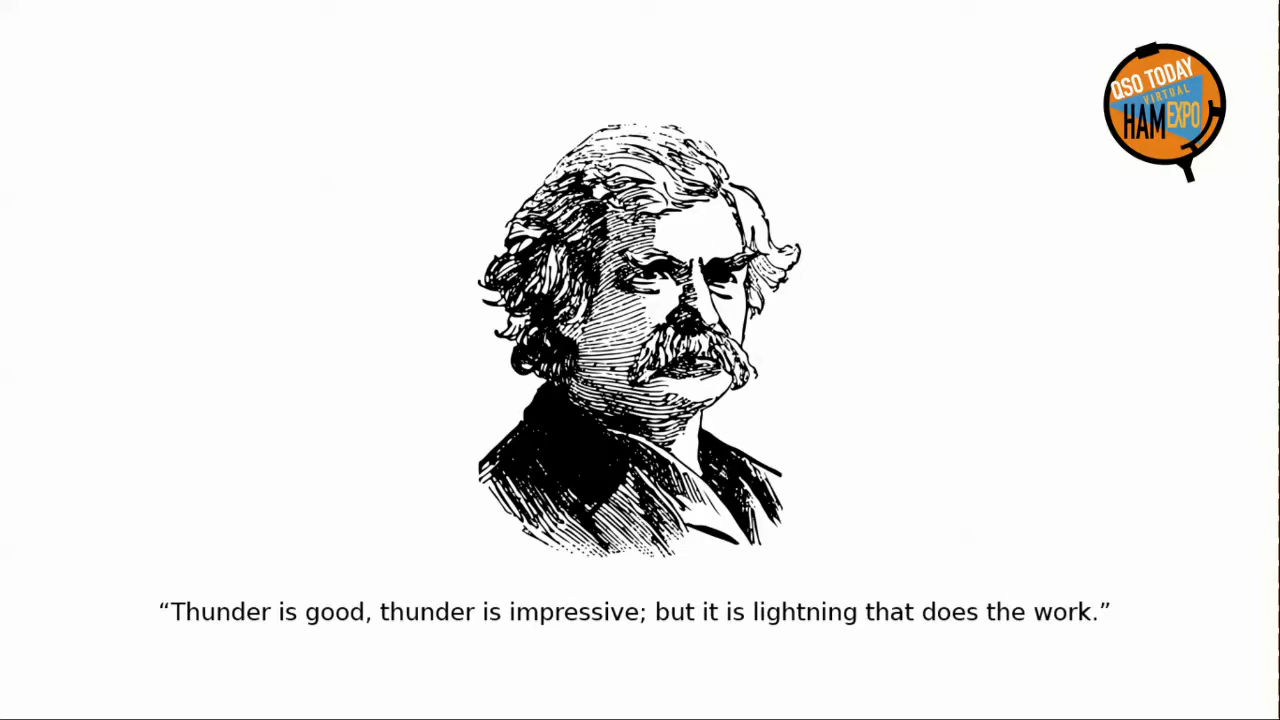 QSO TODAY
VIRTUAL
HAM EXPO
“Thunder is good, thunder is impressive; but it is lightning that does the work.”